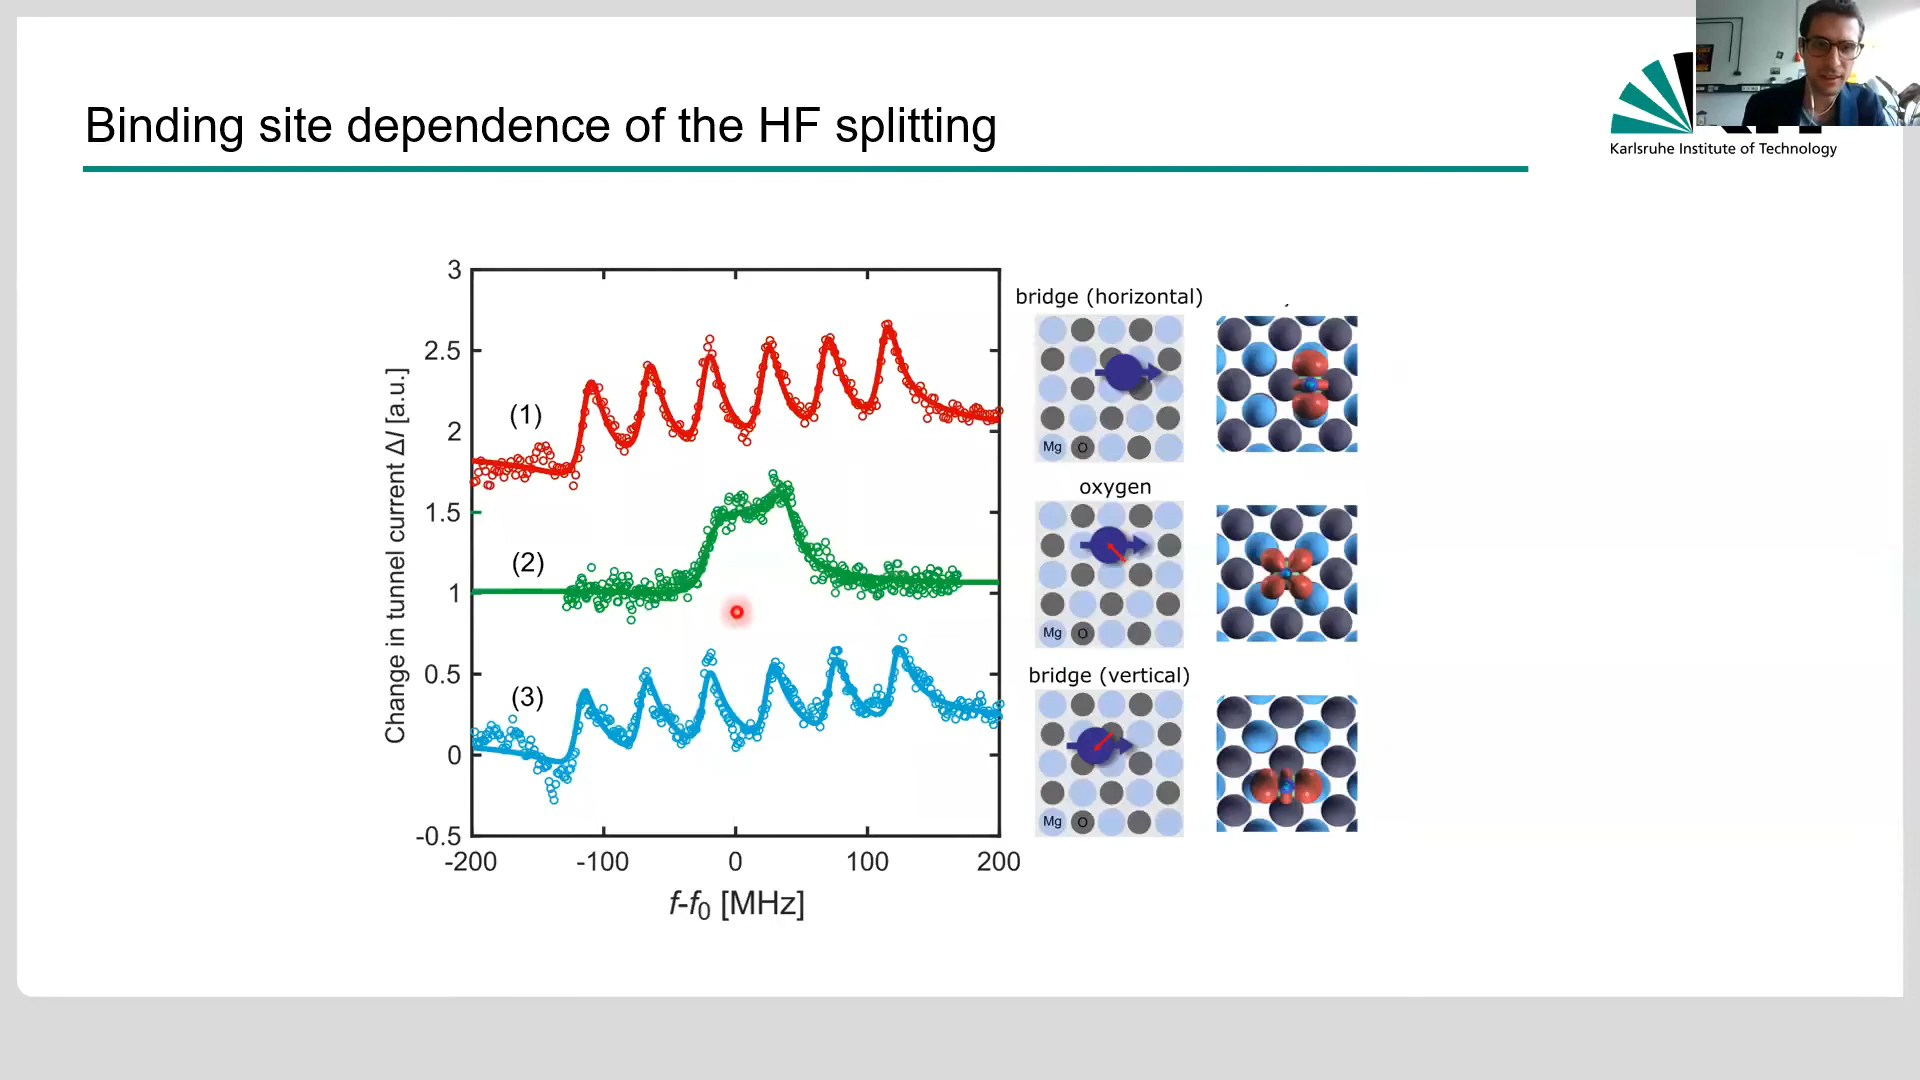 Binding site dependence of the HF splitting
Karlsruhe Institute of Technology
3
2.5
2
1.5
1
0.5
0
-0.5
Change in tunnel current ΔI [a.u.]
(1)
(2)
(3)
-200 -100 0 100 200
f-f0 [MHz]
bridge (horizontal)
Mg O
oxygen
Mg O
bridge (vertical)
Mg O